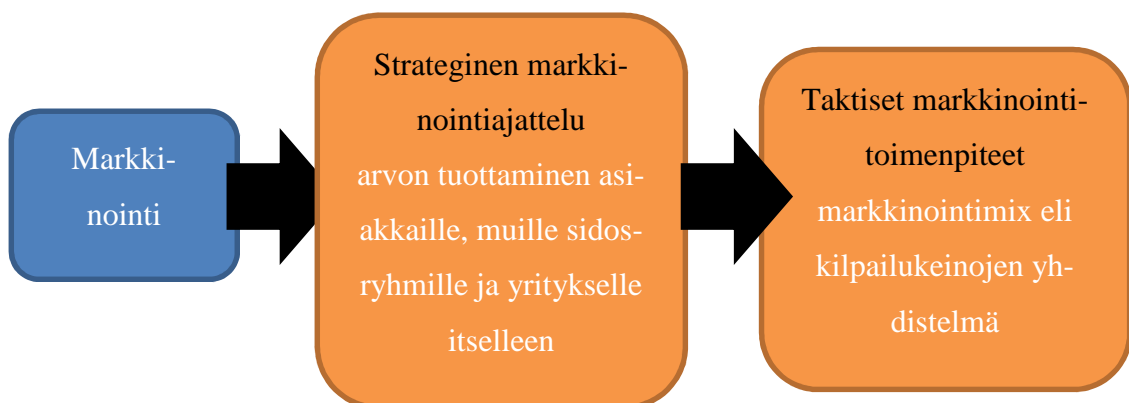 Markki-
nointi
Strateginen markki-
nointiajattelu
arvon tuottaminen asi-
akkaille, muille sidos-
ryhmille ja yritykselle
itselleen
Taktiset markkinointi-
toimenpiteet
markkinointimix eli
kilpailukeinojen yh-
distelmä